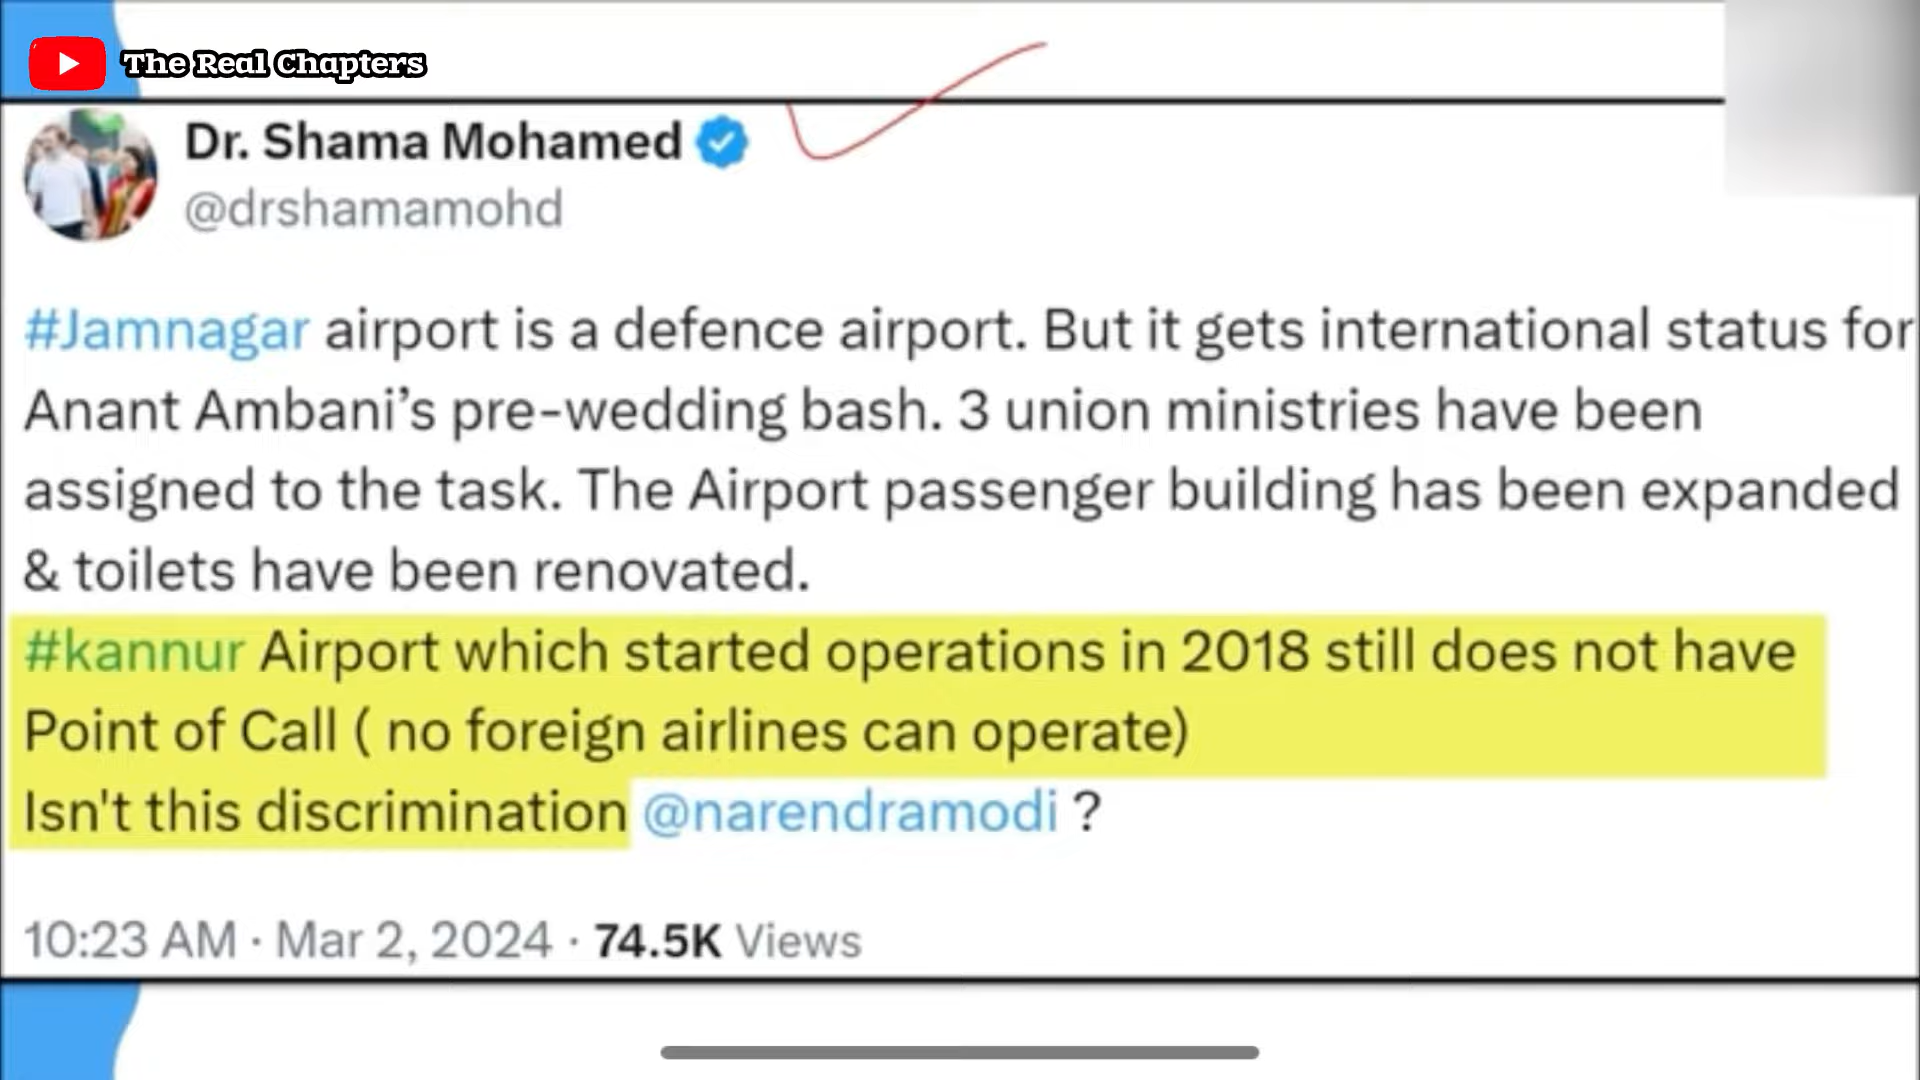 The Real Chapters
Dr. Shama Mohamed
@drshamamohd
#Jamnagar airport is a defence airport. But it gets international status for
Anant Ambani’s pre-wedding bash. 3 union ministries have been
assigned to the task. The Airport passenger building has been expanded
& toilets have been renovated.
#kannur Airport which started operations in 2018 still does not have
Point of Call ( no foreign airlines can operate)
Isn't this discrimination @narendramodi ?
10:23 AM · Mar 2, 2024 · 74.5K Views